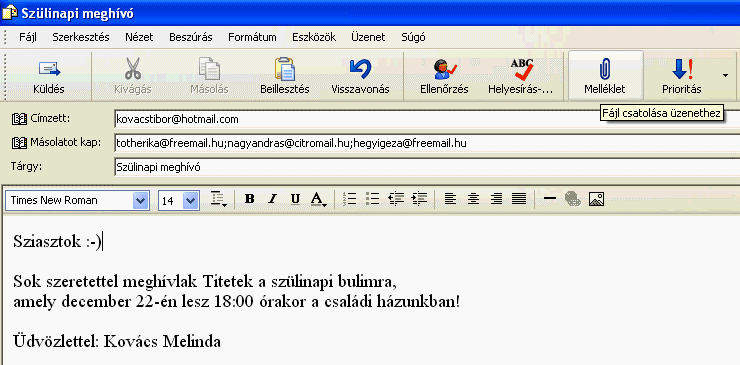 Szülinapi meghívó
Fájl Szerkesztés Nézet Beszúrás Formátum Eszközök Üzenet Súgó
Küldés Kivágás Másolás Beillesztés Visszavonás Ellenőrzés ABC Helyesírás-... Melléklet Prioritás
Fájl csatolása üzenethez
Címzett: kovacstibor@hotmail.com
Másolatot kap: totherika@freemail.hu;nagyandras@citromail.hu;hegyigeza@freemail.hu
Tárgy: Szülinapi meghívó
Times New Roman 14 B I U A
Sziasztok :-)
Sok szeretettel meghívlak Titetek a szülinapi bulimra,
amely december 22-én lesz 18:00 órakor a családi házunkban!
Üdvözlettel: Kovács Melinda